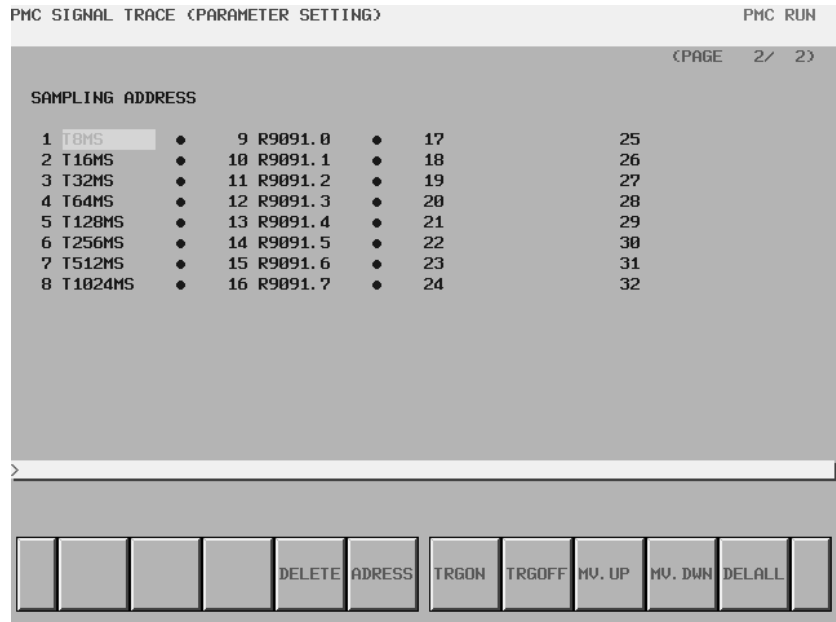 PMC SIGNAL TRACE (PARAMETER SETTING) PMC RUN
(PAGE 2/ 2)
SAMPLING ADDRESS
1 T8MS ● 9 R9091.0 ● 17 25
2 T16MS ● 10 R9091.1 ● 18 26
3 T32MS ● 11 R9091.2 ● 19 27
4 T64MS ● 12 R9091.3 ● 20 28
5 T128MS ● 13 R9091.4 ● 21 29
6 T256MS ● 14 R9091.5 ● 22 30
7 T512MS ● 15 R9091.6 ● 23 31
8 T1024MS ● 16 R9091.7 ● 24 32
>
DELETE ADRESS TRGON TRGOFF MV.UP MV.DWN DELALL